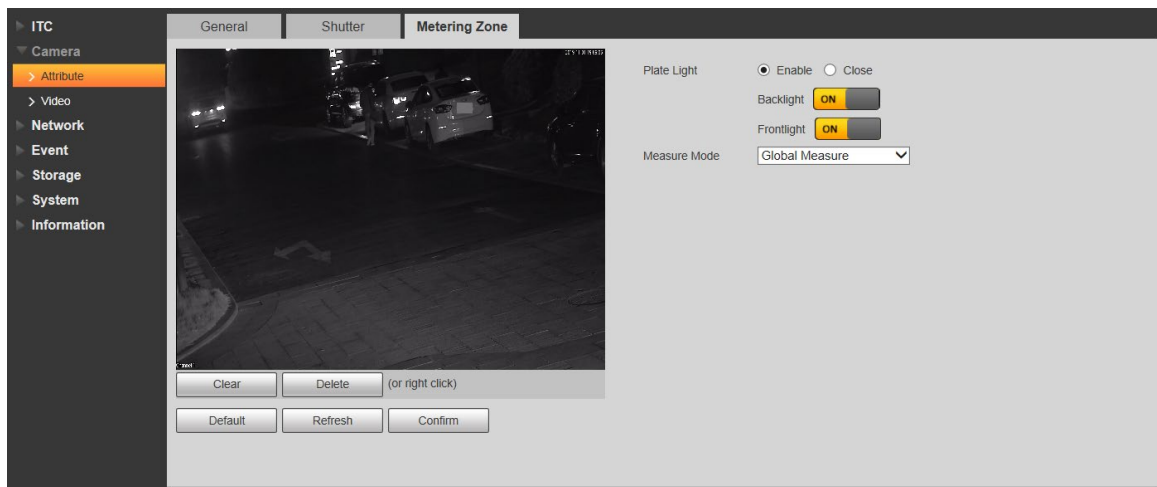 ITC
Camera
Attribute
Video
Network
Event
Storage
System
Information
General Shutter Metering Zone
Plate Light Enable Close
Backlight ON
Frontlight ON
Measure Mode Global Measure
Clear Delete (or right click)
Default Refresh Confirm